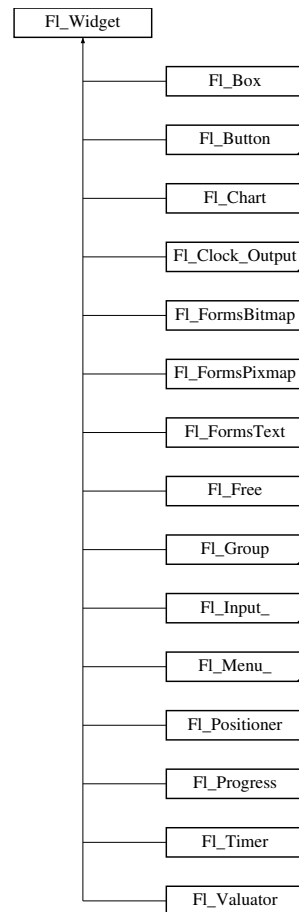 Fl_Widget
Fl_Box
Fl_Button
Fl_Chart
Fl_Clock_Output
Fl_FormsBitmap
Fl_FormsPixmap
Fl_FormsText
Fl_Free
Fl_Group
Fl_Input_
Fl_Menu_
Fl_Positioner
Fl_Progress
Fl_Timer
Fl_Valuator